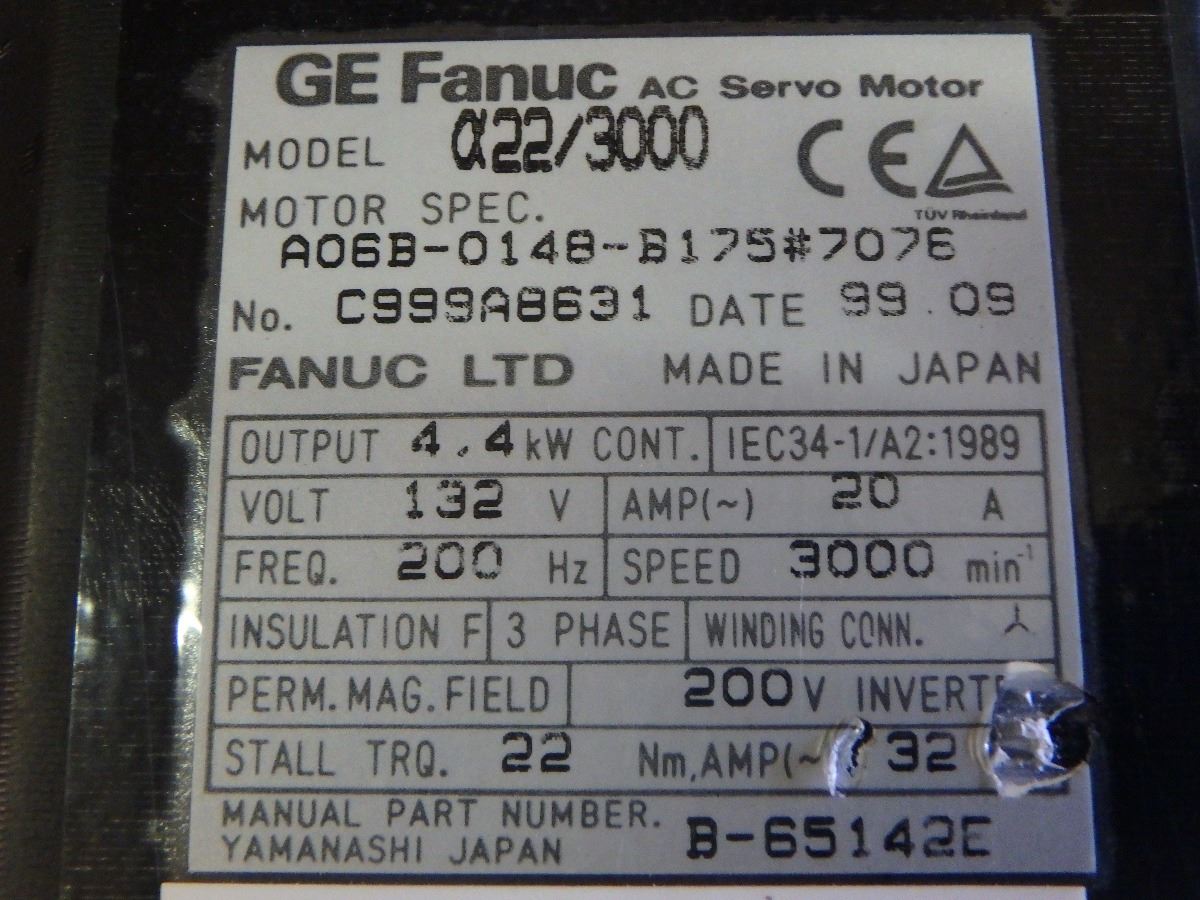 GE Fanuc AC Servo Motor
MODEL α22/3000
CE
TÜV Rheinland
MOTOR SPEC.
A06B-0148-B175#7076
No. C999A8631 DATE 99.09
FANUC LTD MADE IN JAPAN
OUTPUT 4.4 kW CONT. IEC34-1/A2:1989
VOLT 132 V AMP(~) 20 A
FREQ. 200 Hz SPEED 3000 min⁻¹
INSULATION F 3 PHASE WINDING CONN.
PERM.MAG.FIELD 200V
STALL TRQ. 22 Nm,AMP(~ 32
MANUAL PART NUMBER.
YAMANASHI JAPAN B-65142E